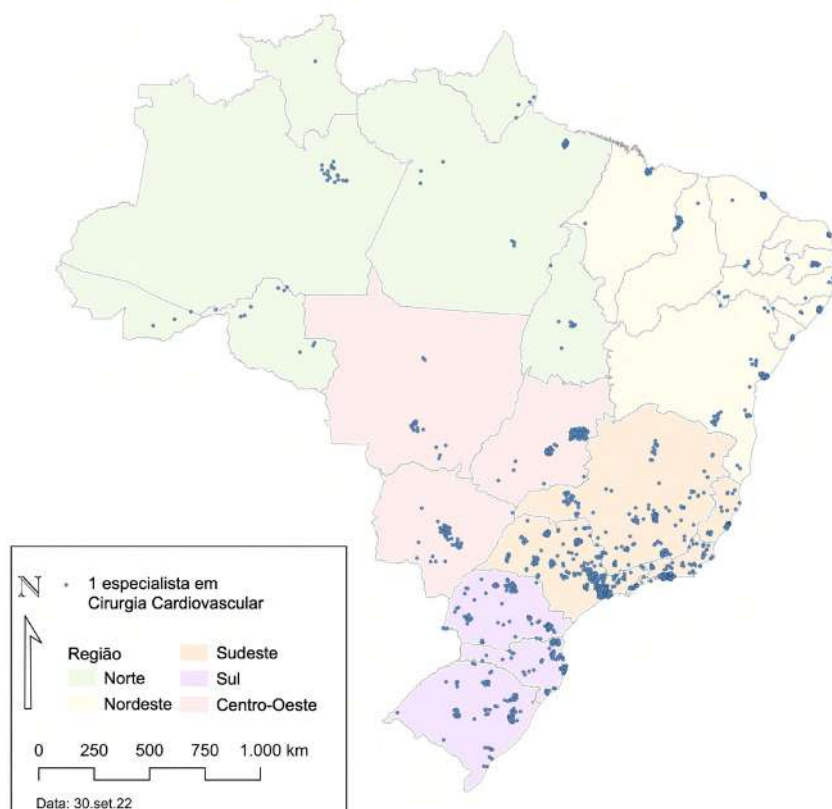 N
1 especialista em
Cirurgia Cardiovascular
Região
Norte
Nordeste
Sudeste
Sul
Centro-Oeste
0 250 500 750 1.000 km
Data: 30.set.22